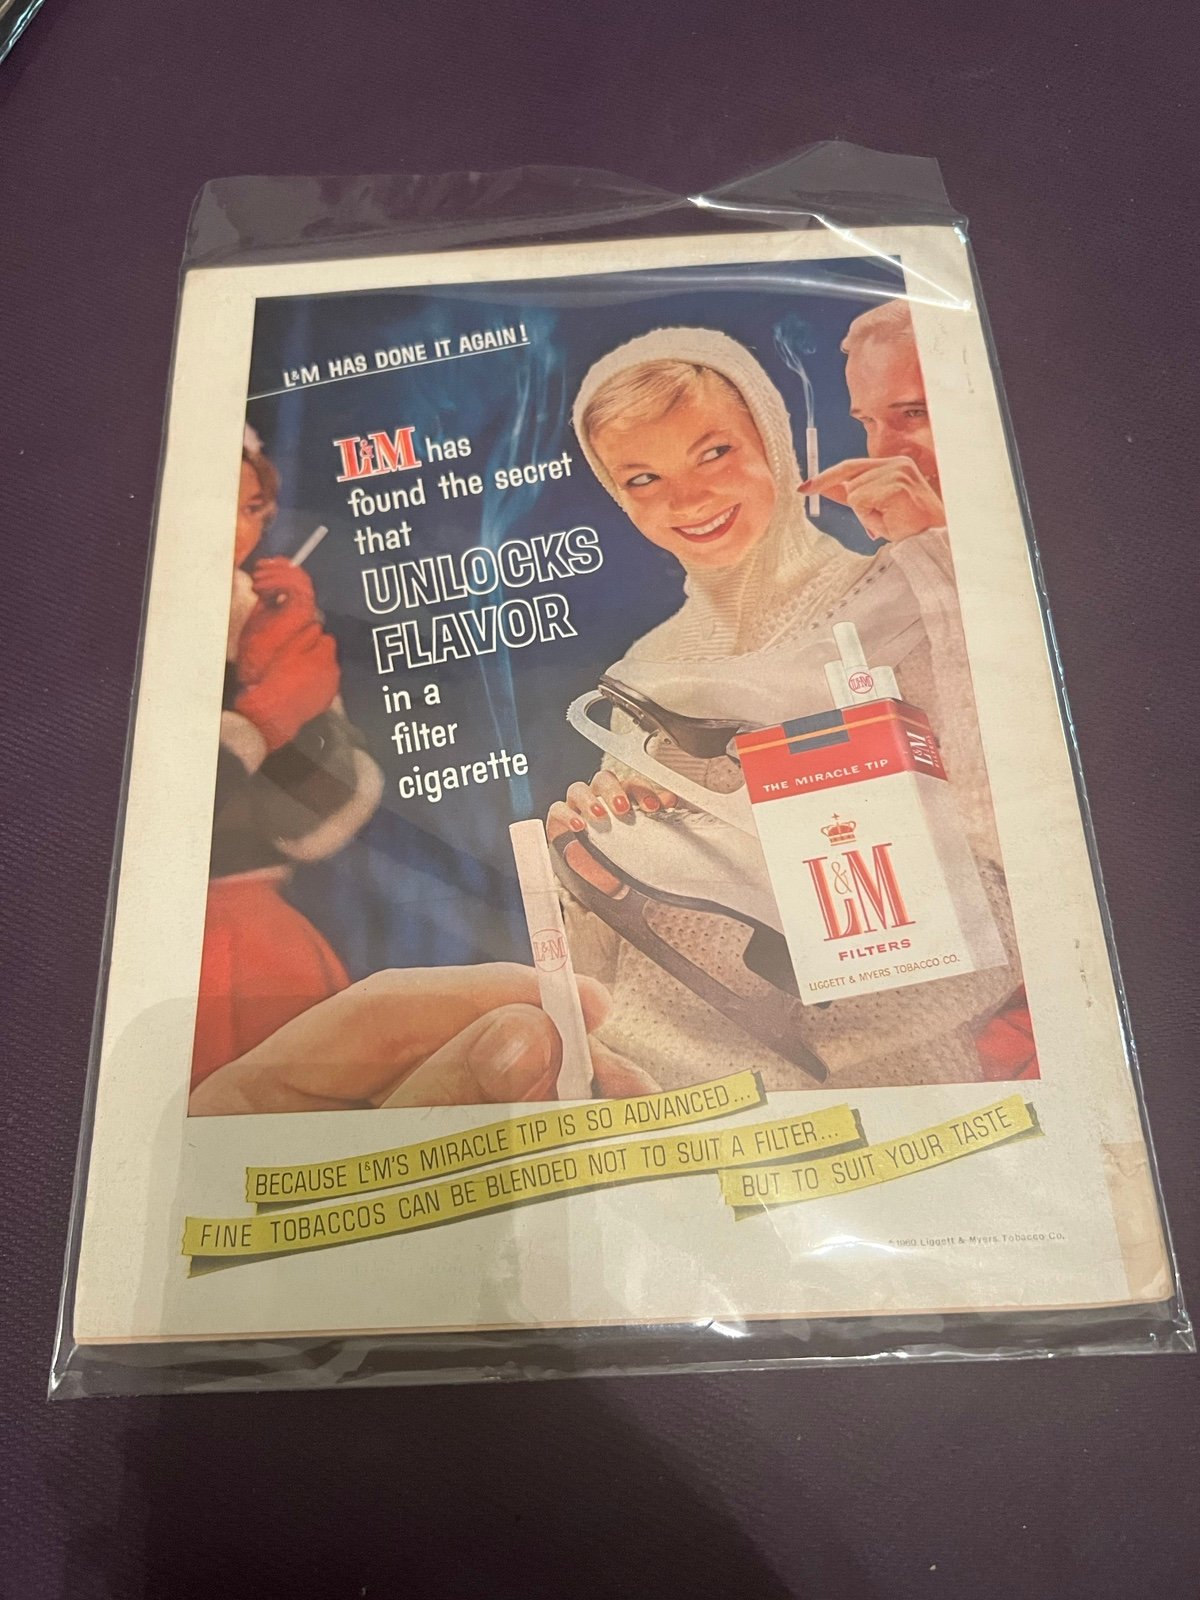 L&M HAS DONE IT AGAIN!
L&M has
found the secret
that
UNLOCKS
FLAVOR
in a
filter
cigarette
L&M
L&M
L&M
FILTERS
THE MIRACLE TIP
L&M
FILTERS
LIGGETT & MYERS TOBACCO CO.
BECAUSE L&M'S MIRACLE TIP IS SO ADVANCED...
FINE TOBACCOS CAN BE BLENDED NOT TO SUIT A FILTER...
BUT TO SUIT YOUR TASTE
©1960 Liggett & Myers Tobacco Co.